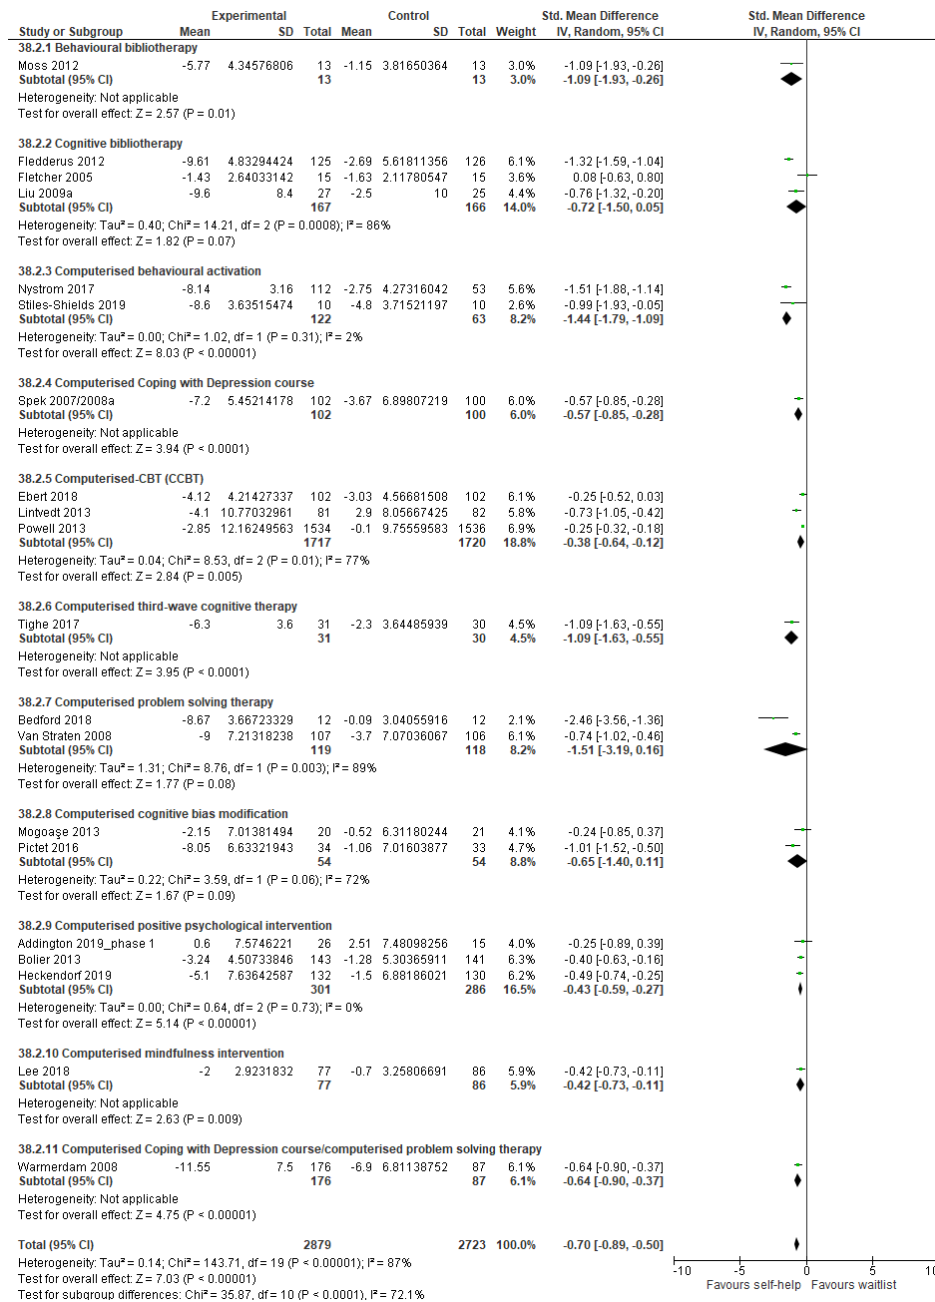 Experimental Control Std. Mean Difference Std. Mean Difference
Study or Subgroup Mean SD Total Mean SD Total Weight IV, Random, 95% CI IV, Random, 95% CI
38.2.1 Behavioural bibliotherapy
Moss 2012 -5.77 4.34576806 13 -1.15 3.81650364 13 3.0% -1.09 [-1.93, -0.26]
Subtotal (95% CI) 13 13 3.0% -1.09 [-1.93, -0.26]
Heterogeneity: Not applicable
Test for overall effect: Z = 2.57 (P = 0.01)
38.2.2 Cognitive bibliotherapy
Fledderus 2012 -9.61 4.83294424 125 -2.69 5.61811356 126 6.1% -1.32 [-1.59, -1.04]
Fletcher 2005 -1.43 2.64033142 15 -1.63 2.11780547 15 3.6% 0.08 [-0.63, 0.80]
Liu 2009a -9.6 8.4 27 -2.5 10 25 4.4% -0.76 [-1.32, -0.20]
Subtotal (95% CI) 167 166 14.0% -0.72 [-1.50, 0.05]
Heterogeneity: Tau² = 0.40; Chi² = 14.21, df = 2 (P = 0.0008); I² = 86%
Test for overall effect: Z = 1.82 (P = 0.07)
38.2.3 Computerised behavioural activation
Nystrom 2017 -8.14 3.16 112 -2.75 4.27316042 53 5.6% -1.51 [-1.88, -1.14]
Stiles-Shields 2019 -8.6 3.63515474 10 -4.8 3.71521197 10 2.6% -0.99 [-1.93, -0.05]
Subtotal (95% CI) 122 63 8.2% -1.44 [-1.79, -1.09]
Heterogeneity: Tau² = 0.00; Chi² = 1.02, df = 1 (P = 0.31); I² = 2%
Test for overall effect: Z = 8.03 (P < 0.00001)
38.2.4 Computerised Coping with Depression course
Spek 2007/2008a -7.2 5.45214178 102 -3.67 6.89807219 100 6.0% -0.57 [-0.85, -0.28]
Subtotal (95% CI) 102 100 6.0% -0.57 [-0.85, -0.28]
Heterogeneity: Not applicable
Test for overall effect: Z = 3.94 (P < 0.0001)
38.2.5 Computerised-CBT (CCBT)
Ebert 2018 -4.12 4.21427337 102 -3.03 4.56681508 102 6.1% -0.25 [-0.52, 0.03]
Lintvedt 2013 -4.1 10.77032961 81 2.9 8.05667425 82 5.8% -0.73 [-1.05, -0.42]
Powell 2013 -2.85 12.16249563 1534 -0.1 9.75559583 1536 6.9% -0.25 [-0.32, -0.18]
Subtotal (95% CI) 1717 1720 18.8% -0.38 [-0.64, -0.12]
Heterogeneity: Tau² = 0.04; Chi² = 8.53, df = 2 (P = 0.01); I² = 77%
Test for overall effect: Z = 2.84 (P = 0.005)
38.2.6 Computerised third-wave cognitive therapy
Tighe 2017 -6.3 3.6 31 -2.3 3.64485939 30 4.5% -1.09 [-1.63, -0.55]
Subtotal (95% CI) 31 30 4.5% -1.09 [-1.63, -0.55]
Heterogeneity: Not applicable
Test for overall effect: Z = 3.95 (P < 0.0001)
38.2.7 Computerised problem solving therapy
Bedford 2018 -8.67 3.66723329 12 -0.09 3.04055916 12 2.1% -2.46 [-3.56, -1.36]
Van Straten 2008 -9 7.21318238 107 -3.7 7.07036067 106 6.1% -0.74 [-1.02, -0.46]
Subtotal (95% CI) 119 118 8.2% -1.51 [-3.19, 0.16]
Heterogeneity: Tau² = 1.31; Chi² = 8.76, df = 1 (P = 0.003); I² = 89%
Test for overall effect: Z = 1.77 (P = 0.08)
38.2.8 Computerised cognitive bias modification
Mogoaşe 2013 -2.15 7.01381494 20 -0.52 6.31180244 21 4.1% -0.24 [-0.85, 0.37]
Pictet 2016 -8.05 6.63321943 34 -1.06 7.01603877 33 4.7% -1.01 [-1.52, -0.50]
Subtotal (95% CI) 54 54 8.8% -0.65 [-1.40, 0.11]
Heterogeneity: Tau² = 0.22; Chi² = 3.59, df = 1 (P = 0.06); I² = 72%
Test for overall effect: Z = 1.67 (P = 0.09)
38.2.9 Computerised positive psychological intervention
Addington 2019_phase 1 0.6 7.5746221 26 2.51 7.48098256 15 4.0% -0.25 [-0.89, 0.39]
Bolier 2013 -3.24 4.50733846 143 -1.28 5.30365911 141 6.3% -0.40 [-0.63, -0.16]
Heckendorf 2019 -5.1 7.63642587 132 -1.5 6.88186021 130 6.2% -0.49 [-0.74, -0.25]
Subtotal (95% CI) 301 286 16.5% -0.43 [-0.59, -0.27]
Heterogeneity: Tau² = 0.00; Chi² = 0.64, df = 2 (P = 0.73); I² = 0%
Test for overall effect: Z = 5.14 (P < 0.00001)
38.2.10 Computerised mindfulness intervention
Lee 2018 -2 2.9231832 77 -0.7 3.25806691 86 5.9% -0.42 [-0.73, -0.11]
Subtotal (95% CI) 77 86 5.9% -0.42 [-0.73, -0.11]
Heterogeneity: Not applicable
Test for overall effect: Z = 2.63 (P = 0.009)
38.2.11 Computerised Coping with Depression course/computerised problem solving therapy
Warmerdam 2008 -11.55 7.5 176 -6.9 6.81138752 87 6.1% -0.64 [-0.90, -0.37]
Subtotal (95% CI) 176 87 6.1% -0.64 [-0.90, -0.37]
Heterogeneity: Not applicable
Test for overall effect: Z = 4.75 (P < 0.00001)
Total (95% CI) 2879 2723 100.0% -0.70 [-0.89, -0.50]
Heterogeneity: Tau² = 0.14; Chi² = 143.71, df = 19 (P < 0.00001); I² = 87%
Test for overall effect: Z = 7.03 (P < 0.00001)
Test for subgroup differences: Chi² = 35.87, df = 10 (P < 0.0001), I² = 72.1%
-10 -5 0 5 10
Favours self-help Favours waitlist